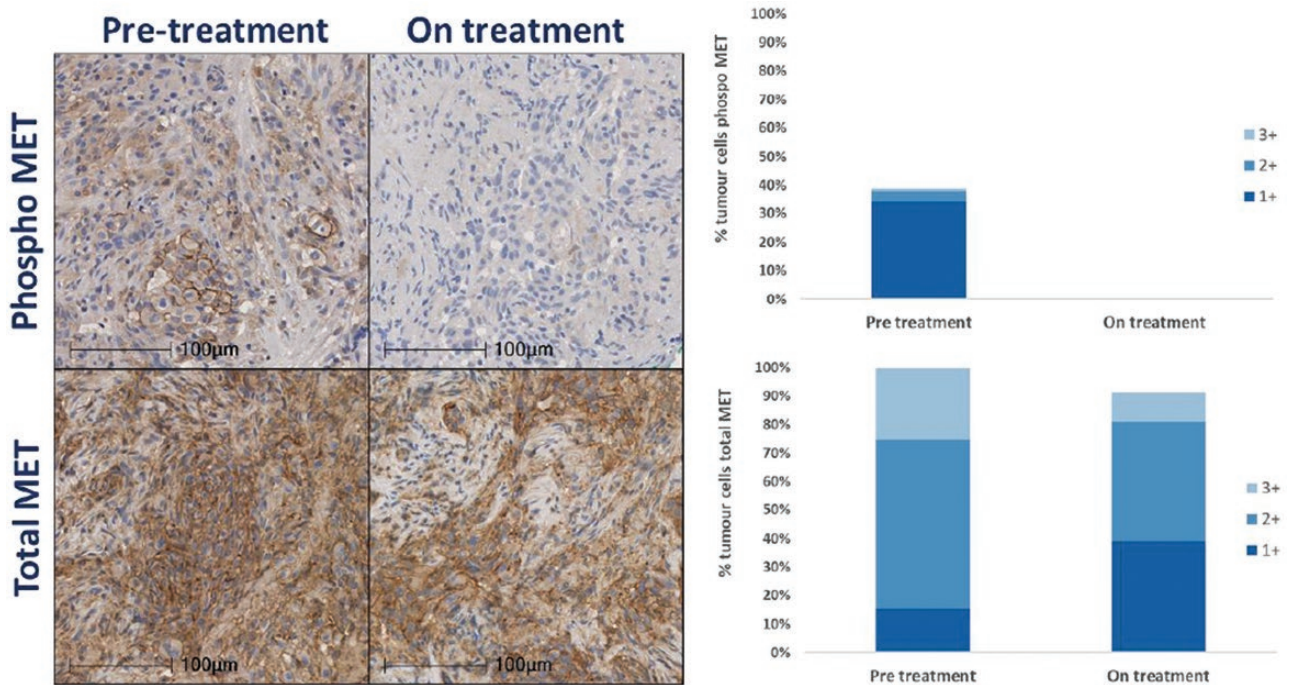 Pre-treatment
On treatment
Phospho MET
100µm
100µm
Total MET
100µm
100µm
% tumour cells phospo MET
100%
90%
80%
70%
60%
50%
40%
30%
20%
10%
0%
Pre treatment
On treatment
3+
2+
1+
% tumour cells total MET
100%
90%
80%
70%
60%
50%
40%
30%
20%
10%
0%
Pre treatment
On treatment
3+
2+
1+